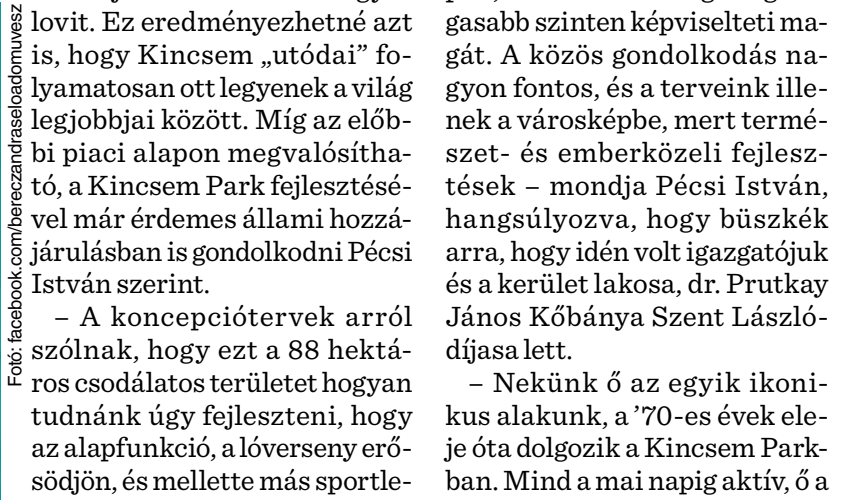 lovit. Ez eredményezhetné azt
is, hogy Kincsem „utódai” fo-
lyamatosan ott legyenek a világ
legjobbjai között. Míg az előb-
bi piaci alapon megvalósítha-
tó, a Kincsem Park fejlesztésé-
vel már érdemes állami hozzá-
járulásban is gondolkodni Pécsi
István szerint.
– A koncepciótervek arról
szólnak, hogy ezt a 88 hektá-
ros csodálatos területet hogyan
tudnánk úgy fejleszteni, hogy
az alapfunkció, a lóverseny erő-
södjön, és mellette más sportle-
gasabb szinten képviselteti ma-
gát. A közös gondolkodás na-
gyon fontos, és a terveink ille-
nek a városképbe, mert termé-
szet- és emberközeli fejlesz-
tések – mondja Pécsi István,
hangsúlyozva, hogy büszkék
arra, hogy idén volt igazgatójuk
és a kerület lakosa, dr. Prutkay
János Kőbánya Szent László-
díjasa lett.
– Nekünk ő az egyik ikoni-
kus alakunk, a ’70-es évek ele-
je óta dolgozik a Kincsem Park-
ban. Mind a mai napig aktív, ő a
Fotó: facebook.com/bereczandraseloadomuvesz